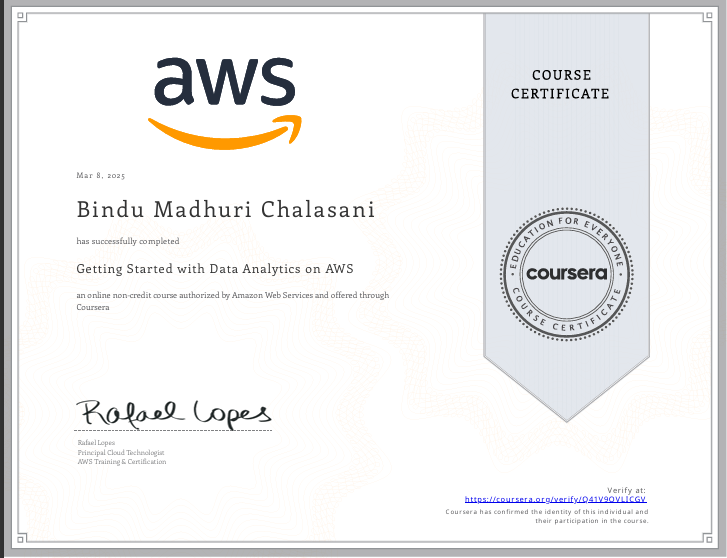 aws
COURSE
CERTIFICATE
Mar 8, 2025
Bindu Madhuri Chalasani
has successfully completed
Getting Started with Data Analytics on AWS
an online non-credit course authorized by Amazon Web Services and offered through
Coursera
EDUCATION FOR EVERYONE
coursera
COURSE CERTIFICATE
Rafael Lopes
Rafael Lopes
Principal Cloud Technologist
AWS Training & Certification
Verify at:
https://coursera.org/verify/Q41V9OVLICGV
Coursera has confirmed the identity of this individual and
their participation in the course.